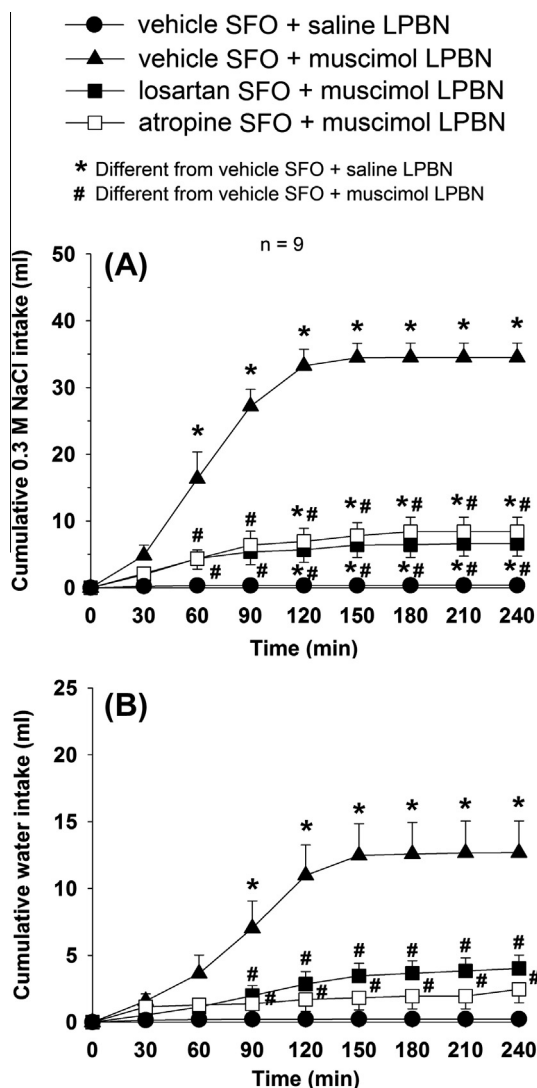 vehicle SFO + saline LPBN
vehicle SFO + muscimol LPBN
losartan SFO + muscimol LPBN
atropine SFO + muscimol LPBN
* Different from vehicle SFO + saline LPBN
# Different from vehicle SFO + muscimol LPBN
n = 9
(A)
Cumulative 0.3 M NaCl intake (ml)
50
40
30
20
10
0
* * * * * * *
# # *# *# *# *# *#
# # *# *# *# *# *#
0 30 60 90 120 150 180 210 240
Time (min)
(B)
Cumulative water intake (ml)
25
20
15
10
5
0
* * * * * *
# # # # # #
# # # # # #
0 30 60 90 120 150 180 210 240
Time (min)